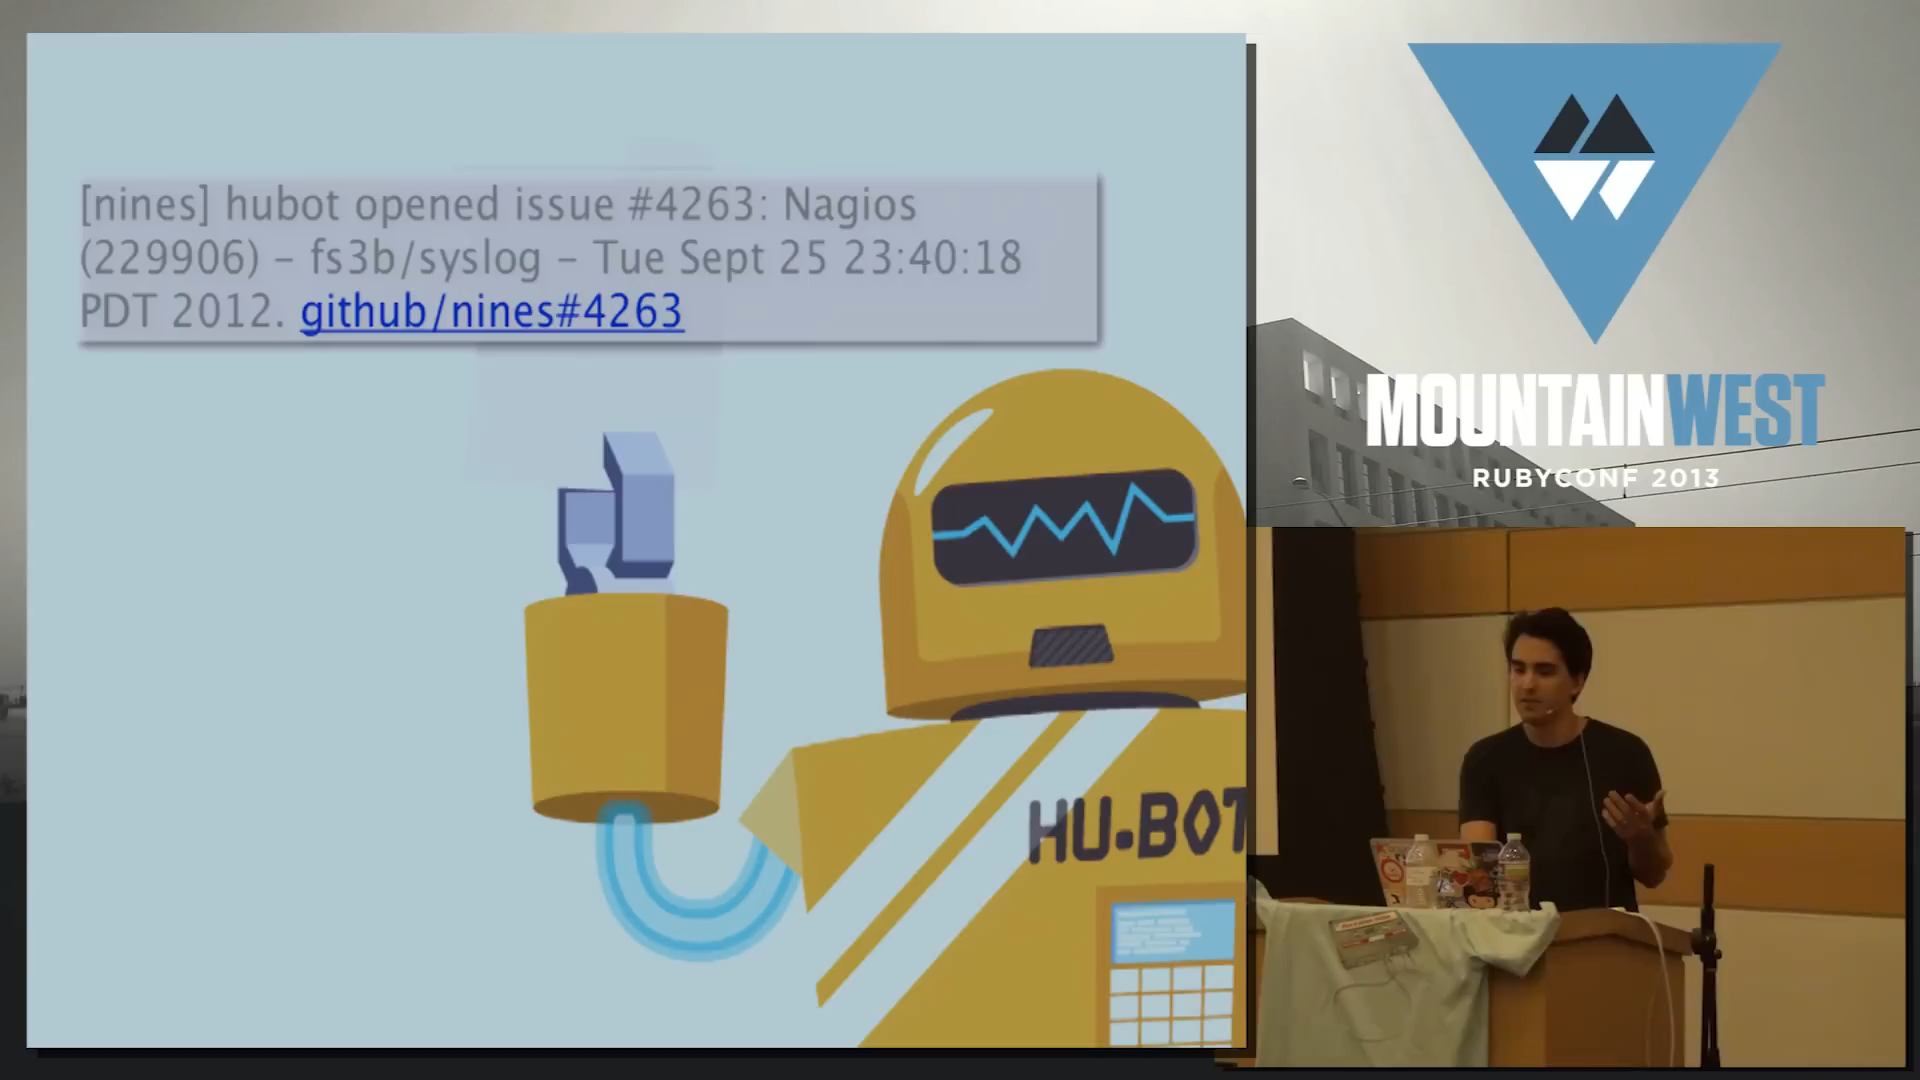 [nines] hubot opened issue #4263: Nagios
(229906) – fs3b/syslog – Tue Sept 25 23:40:18
PDT 2012. github/nines#4263
HU-BOT
MOUNTAINWEST
RUBYCONF 2013